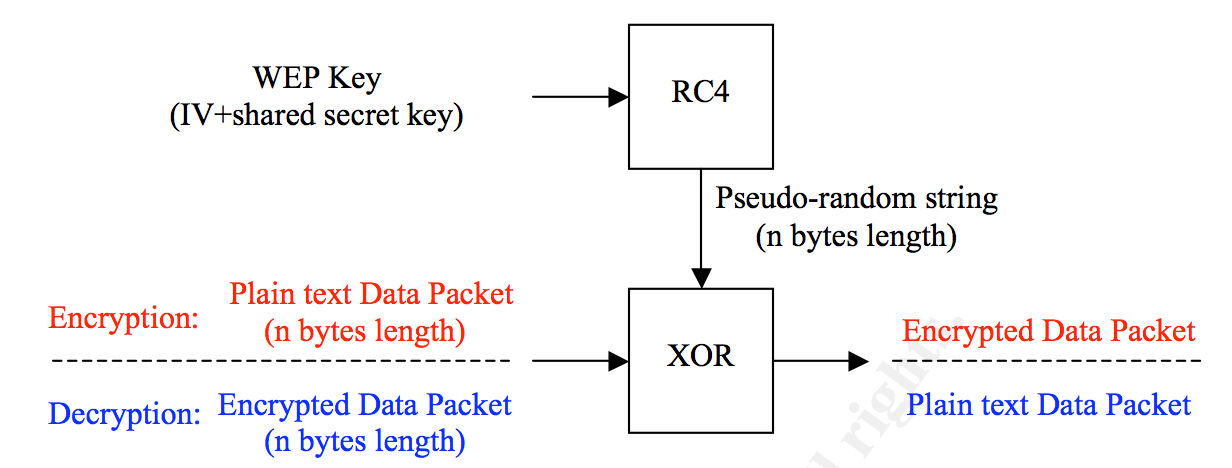 WEP Key
(IV+shared secret key)
RC4
Pseudo-random string
(n bytes length)
Encryption:
Plain text Data Packet
(n bytes length)
XOR
Encrypted Data Packet
Decryption:
Encrypted Data Packet
(n bytes length)
Plain text Data Packet